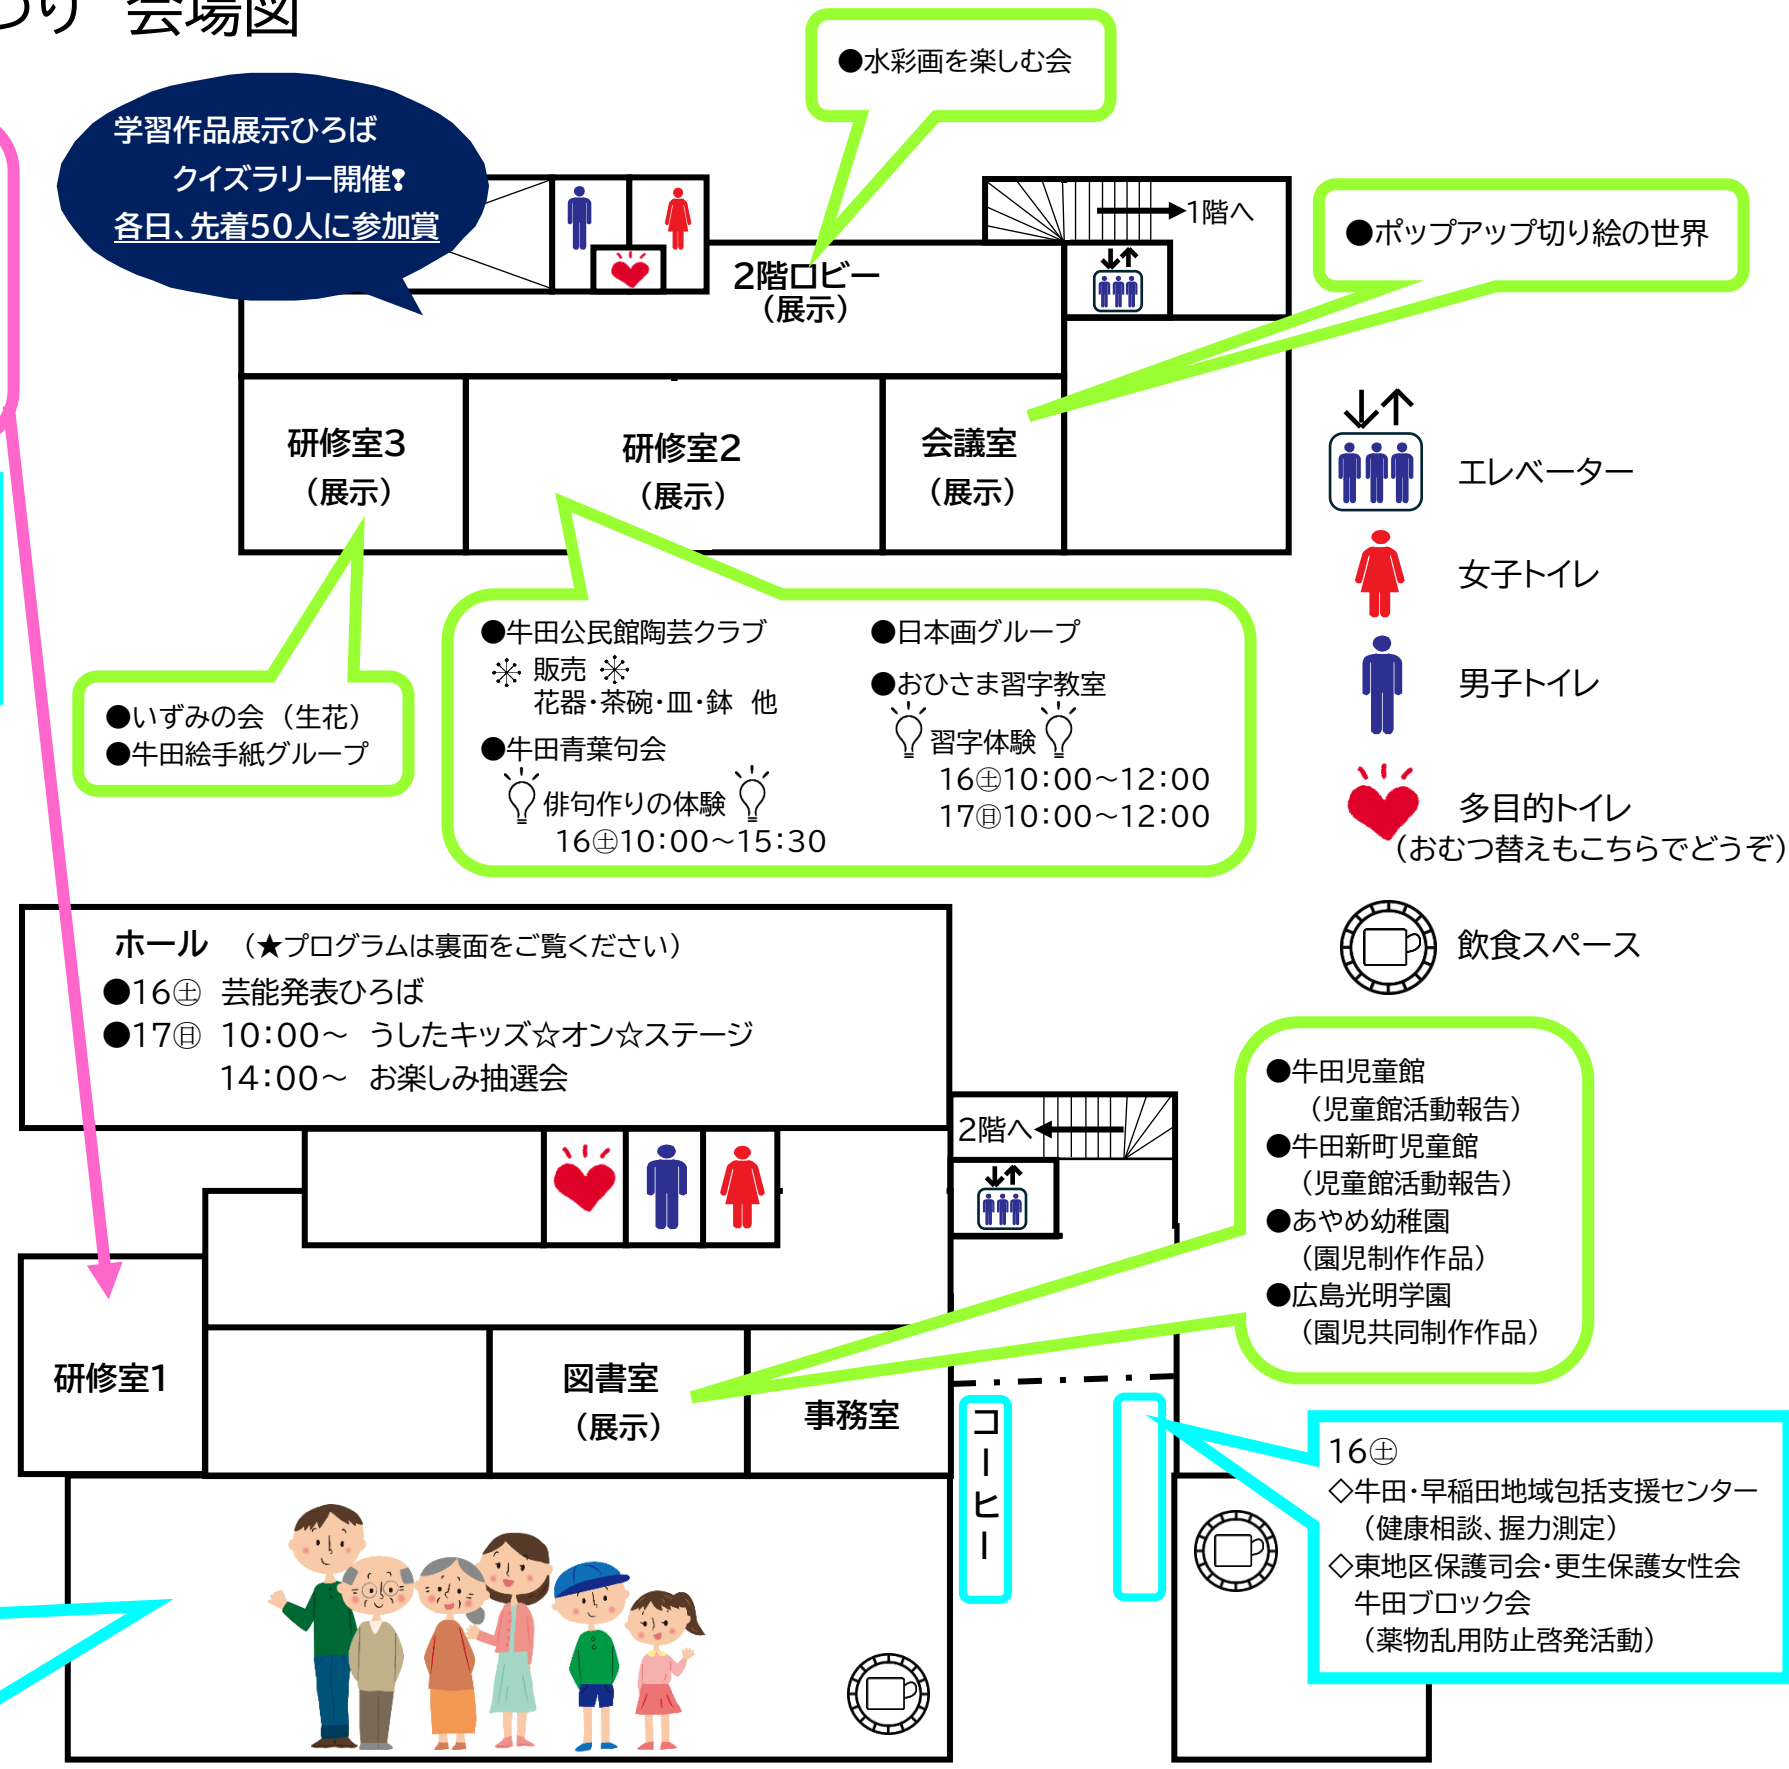 つり 会場図
●水彩画を楽しむ会
学習作品展示ひろば
クイズラリー開催❢
各日、先着50人に参加賞
1階へ
●ポップアップ切り絵の世界
2階ロビー
（展示）
研修室3
（展示）
研修室2
（展示）
会議室
（展示）
エレベーター
女子トイレ
男子トイレ
多目的トイレ
（おむつ替えもこちらでどうぞ）
飲食スペース
●いずみの会（生花）
●牛田絵手紙グループ
●牛田公民館陶芸クラブ
販売
花器・茶碗・皿・鉢 他
●牛田青葉句会
俳句作りの体験
16㊏10：00～15：30
●日本画グループ
●おひさま習字教室
習字体験
16㊏10：00～12：00
17㊐10：00～12：00
ホール （★プログラムは裏面をご覧ください）
●16㊏ 芸能発表ひろば
●17㊐ 10：00～ うしたキッズ☆オン☆ステージ
14：00～ お楽しみ抽選会
2階へ
●牛田児童館
（児童館活動報告）
●牛田新町児童館
（児童館活動報告）
●あやめ幼稚園
（園児制作作品）
●広島光明学園
（園児共同制作作品）
研修室1
図書室
（展示）
事務室
コーヒー
16㊏
◇牛田・早稲田地域包括支援センター
（健康相談、握力測定）
◇東地区保護司会・更生保護女性会
牛田ブロック会
（薬物乱用防止啓発活動）